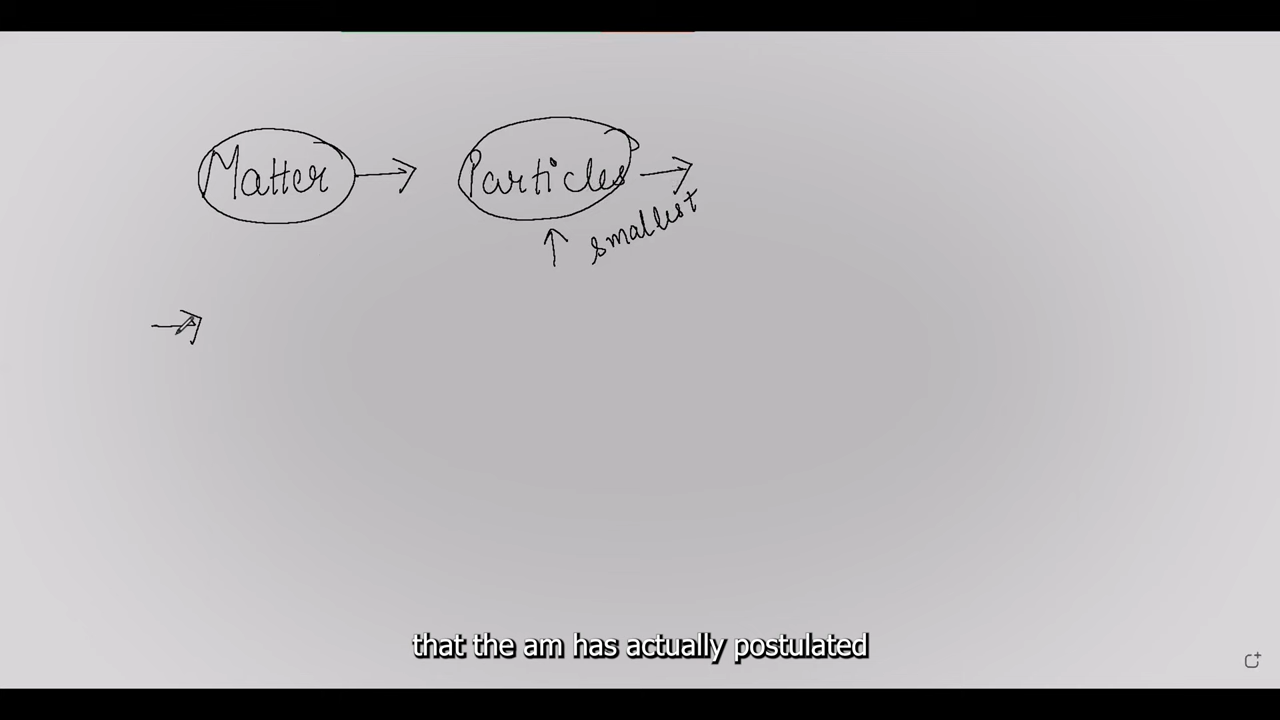 Matter → Particles →
↑ smallest
→
that the am has actually postulated